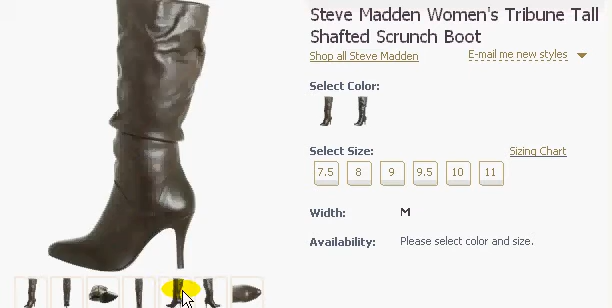 Steve Madden Women's Tribune Tall
Shafted Scrunch Boot
Shop all Steve Madden
E-mail me new styles
Select Color:
Select Size:
Sizing Chart
7.5 8 9 9.5 10 11
Width: M
Availability: Please select color and size.